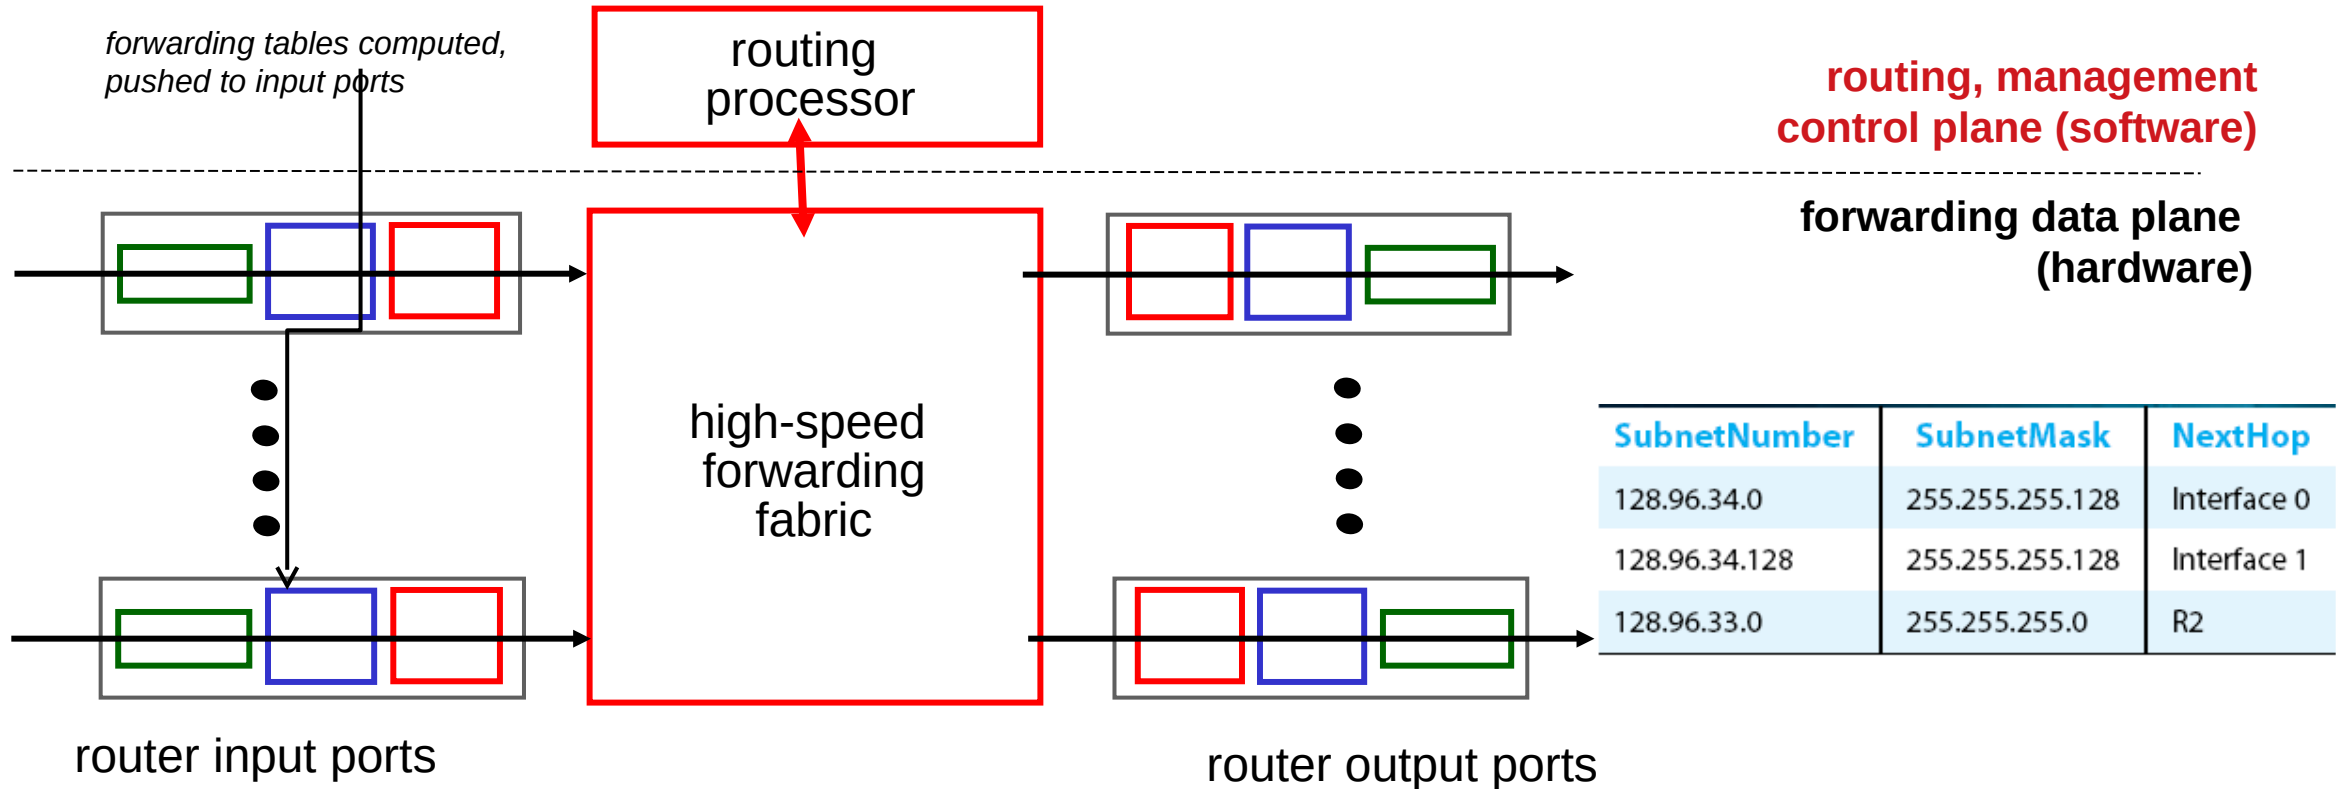 forwarding tables computed,
pushed to input ports
routing
processor
routing, management
control plane (software)
forwarding data plane
(hardware)
high-speed
forwarding
fabric
SubnetNumber SubnetMask NextHop
128.96.34.0 255.255.255.128 Interface 0
128.96.34.128 255.255.255.128 Interface 1
128.96.33.0 255.255.255.0 R2
router input ports
router output ports